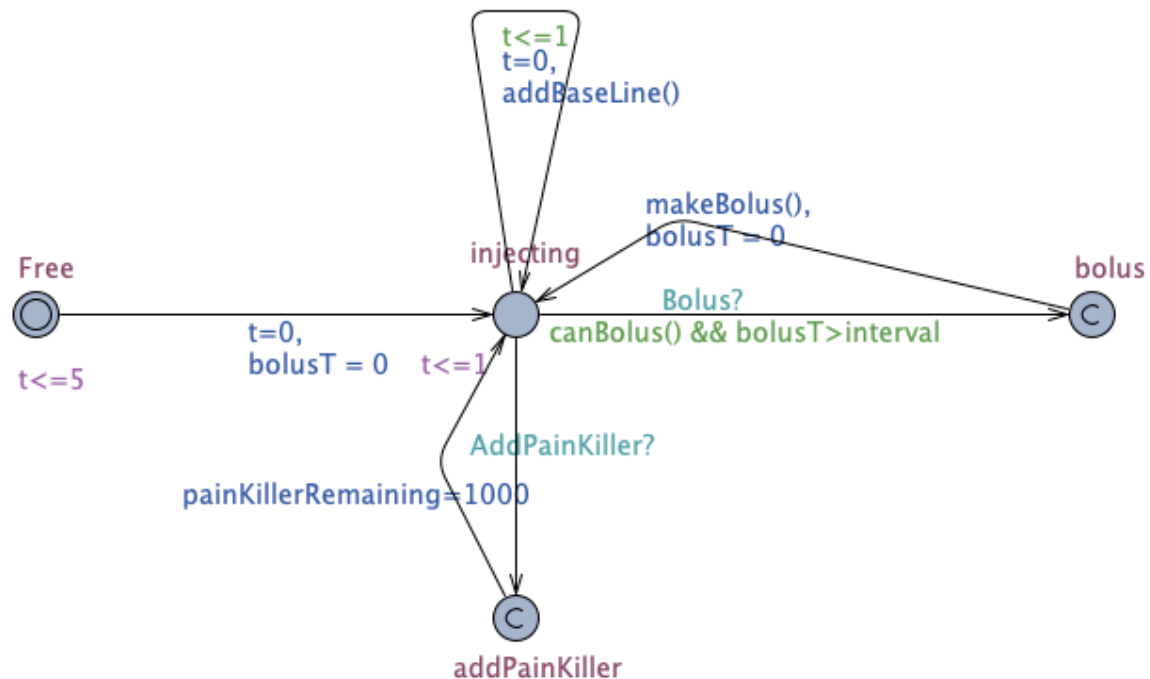 t<=1
t=0,
addBaseLine()
makeBolus(),
bolusT = 0
injecting
Free
bolus
Bolus?
C
canBolus() && bolusT>interval
t=0,
bolusT = 0
t<=1
t<=5
AddPainKiller?
painKillerRemaining=1000
C
addPainKiller